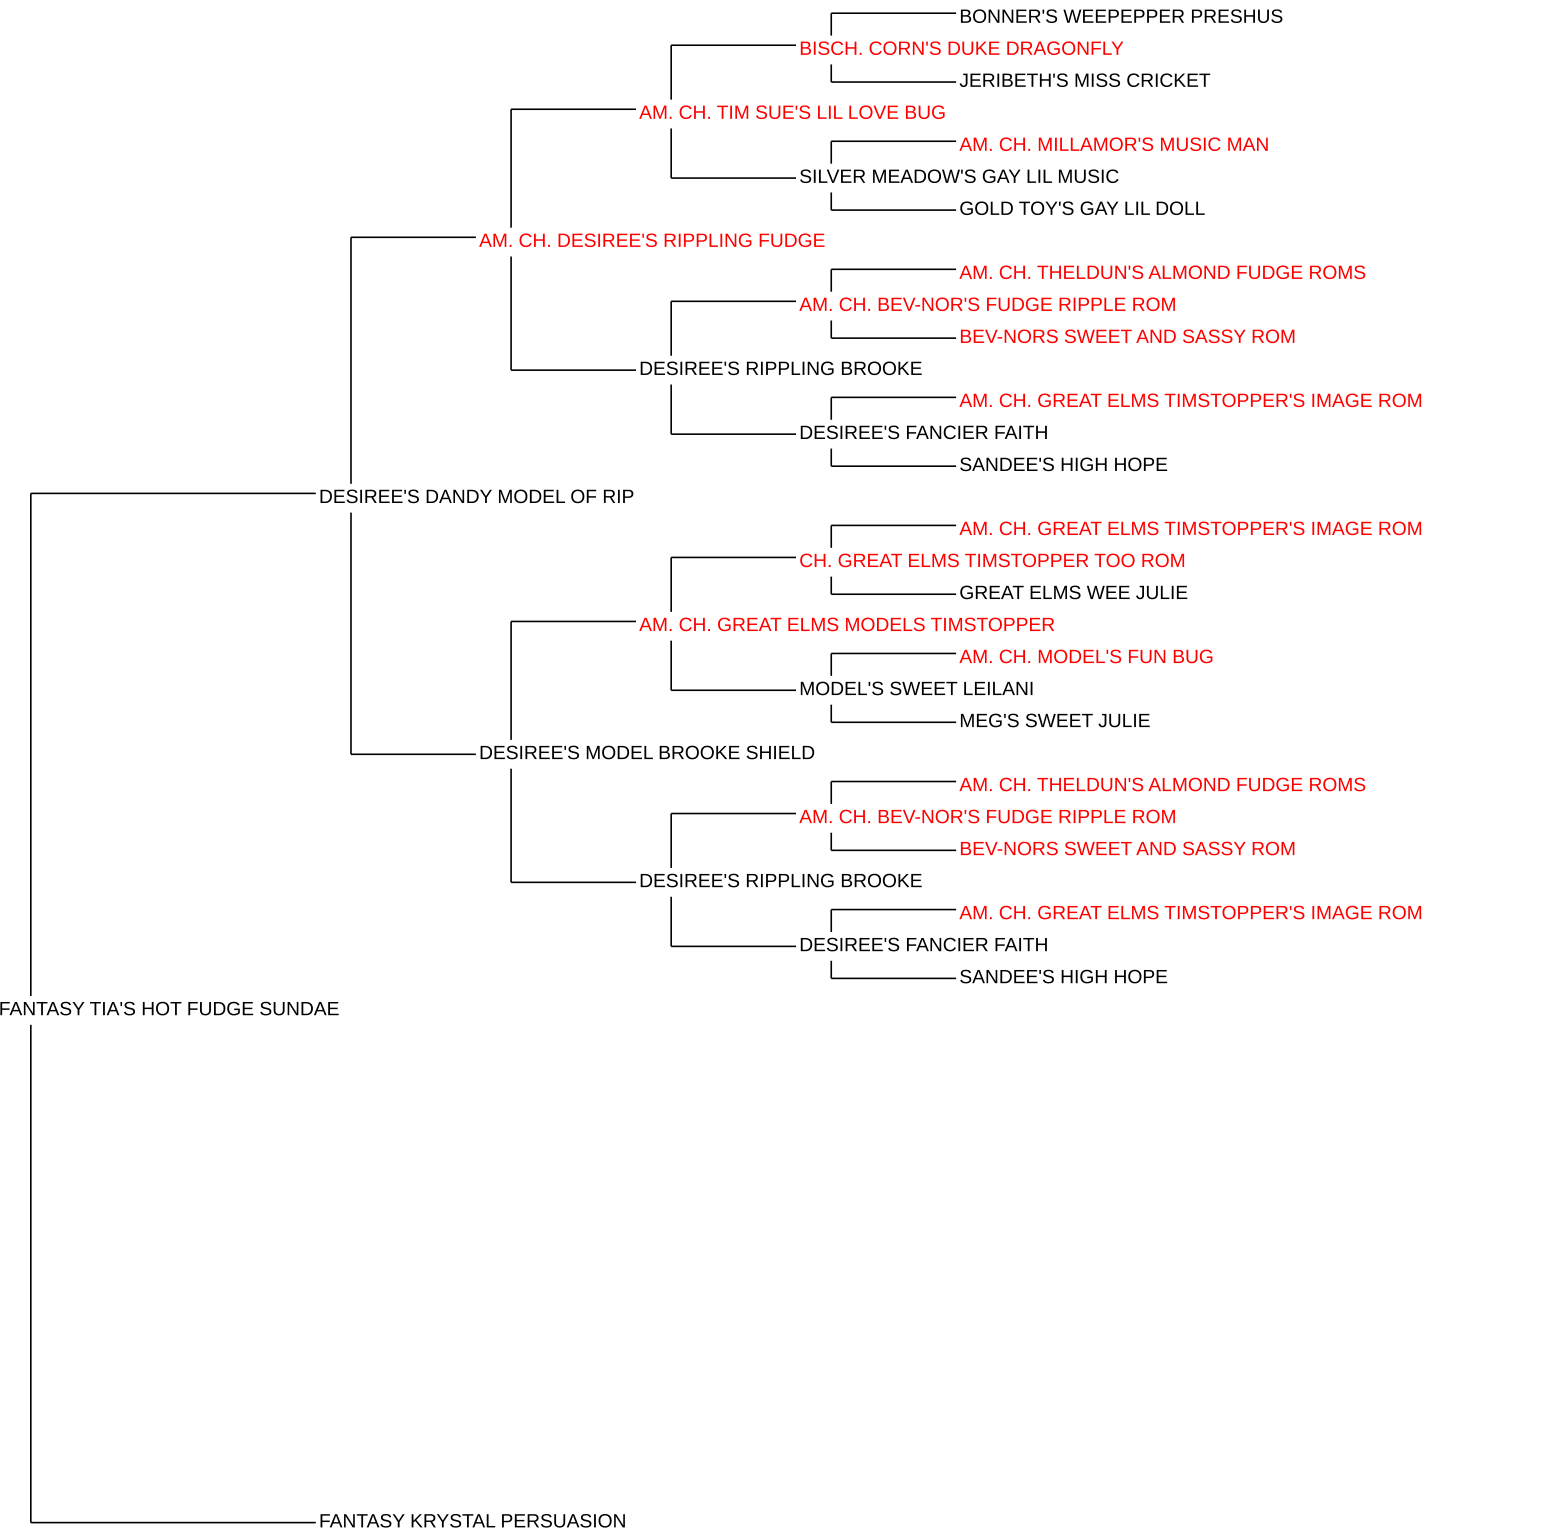 BONNER'S WEEPEPPER PRESHUS
BISCH. CORN'S DUKE DRAGONFLY
JERIBETH'S MISS CRICKET
AM. CH. TIM SUE'S LIL LOVE BUG
AM. CH. MILLAMOR'S MUSIC MAN
SILVER MEADOW'S GAY LIL MUSIC
GOLD TOY'S GAY LIL DOLL
AM. CH. DESIREE'S RIPPLING FUDGE
AM. CH. THELDUN'S ALMOND FUDGE ROMS
AM. CH. BEV-NOR'S FUDGE RIPPLE ROM
BEV-NORS SWEET AND SASSY ROM
DESIREE'S RIPPLING BROOKE
AM. CH. GREAT ELMS TIMSTOPPER'S IMAGE ROM
DESIREE'S FANCIER FAITH
SANDEE'S HIGH HOPE
DESIREE'S DANDY MODEL OF RIP
AM. CH. GREAT ELMS TIMSTOPPER'S IMAGE ROM
CH. GREAT ELMS TIMSTOPPER TOO ROM
GREAT ELMS WEE JULIE
AM. CH. GREAT ELMS MODELS TIMSTOPPER
AM. CH. MODEL'S FUN BUG
MODEL'S SWEET LEILANI
MEG'S SWEET JULIE
DESIREE'S MODEL BROOKE SHIELD
AM. CH. THELDUN'S ALMOND FUDGE ROMS
AM. CH. BEV-NOR'S FUDGE RIPPLE ROM
BEV-NORS SWEET AND SASSY ROM
DESIREE'S RIPPLING BROOKE
AM. CH. GREAT ELMS TIMSTOPPER'S IMAGE ROM
DESIREE'S FANCIER FAITH
SANDEE'S HIGH HOPE
FANTASY TIA'S HOT FUDGE SUNDAE
FANTASY KRYSTAL PERSUASION